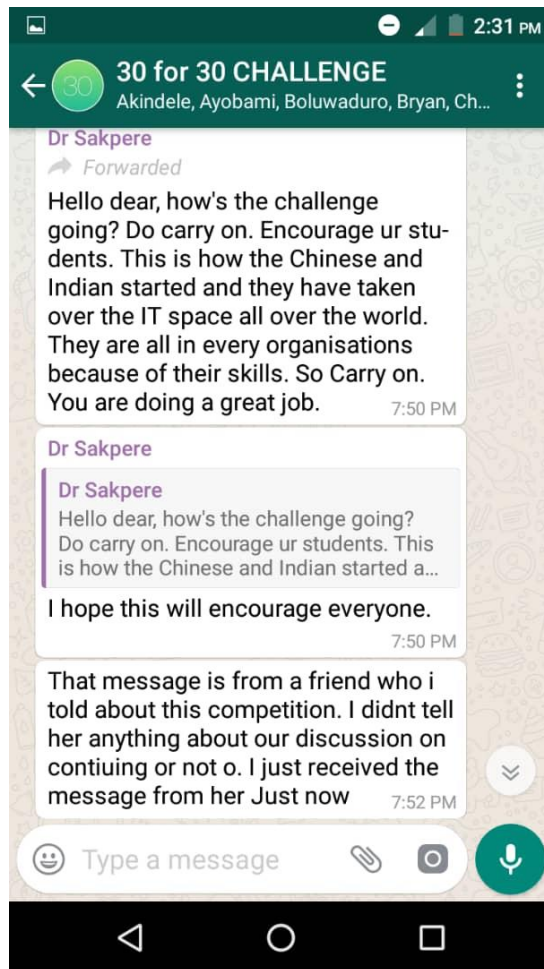 2:31 PM
30
30 for 30 CHALLENGE
Akindele, Ayobami, Boluwaduro, Bryan, Ch...
Dr Sakpere
Forwarded
Hello dear, how's the challenge
going? Do carry on. Encourage ur stu-
dents. This is how the Chinese and
Indian started and they have taken
over the IT space all over the world.
They are all in every organisations
because of their skills. So Carry on.
You are doing a great job.
7:50 PM
Dr Sakpere
Dr Sakpere
Hello dear, how's the challenge going?
Do carry on. Encourage ur students. This
is how the Chinese and Indian started a...
I hope this will encourage everyone.
7:50 PM
That message is from a friend who i
told about this competition. I didnt tell
her anything about our discussion on
contiuing or not o. I just received the
message from her Just now
7:52 PM
Type a message